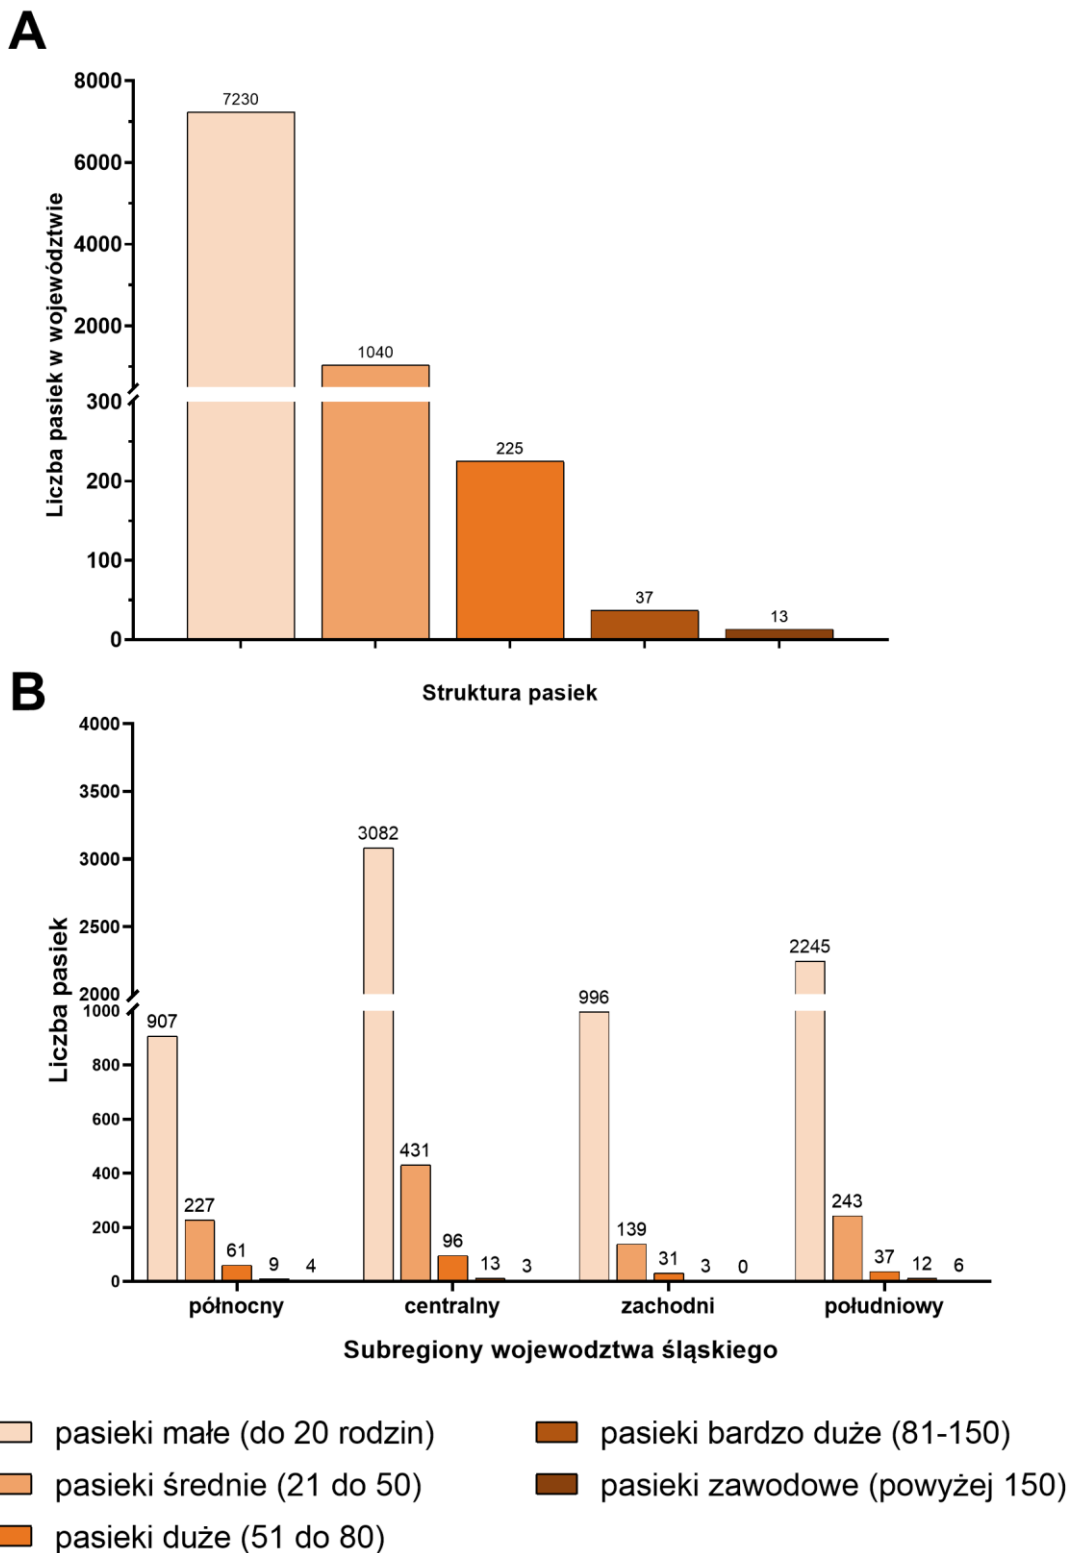 A
8000
6000
4000
2000
300
200
100
0
Liczba pasiek w województwie
7230
1040
225
37
13
Struktura pasiek
B
4000
3500
3000
2500
2000
1000
800
600
400
200
0
Liczba pasiek
907
227
61
9
4
3082
431
96
13
3
996
139
31
3
0
2245
243
37
12
6
północny
centralny
zachodni
południowy
Subregiony wojewodztwa śląskiego
pasieki małe (do 20 rodzin)
pasieki średnie (21 do 50)
pasieki duże (51 do 80)
pasieki bardzo duże (81-150)
pasieki zawodowe (powyżej 150)